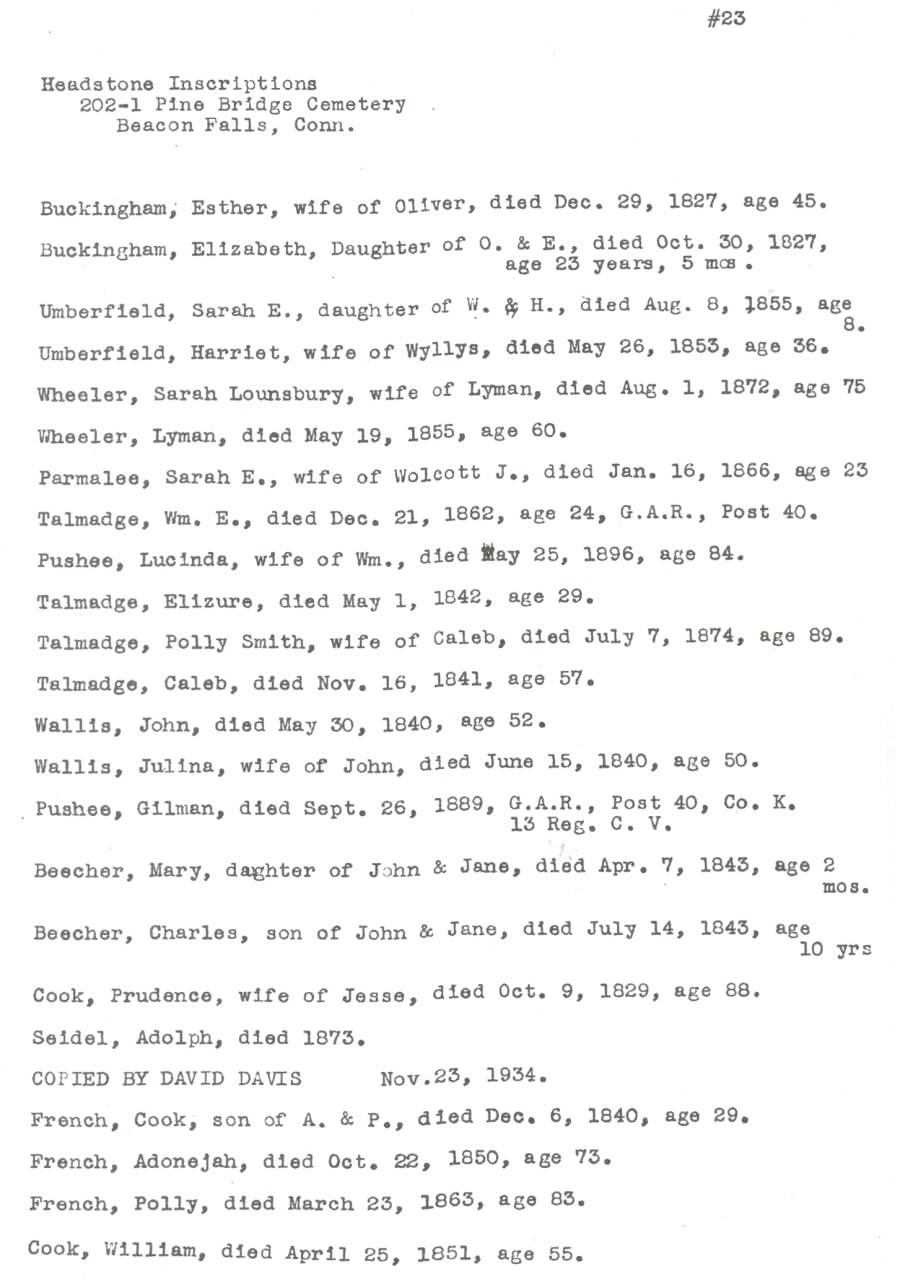 #23
Headstone Inscriptions
202-1 Pine Bridge Cemetery
Beacon Falls, Conn.
Buckingham, Esther, wife of Oliver, died Dec. 29, 1827, age 45.
Buckingham, Elizabeth, Daughter of O. & E., died Oct. 30, 1827,
age 23 years, 5 mos.
Umberfield, Sarah E., daughter of W. & H., died Aug. 8, 1855, age
8.
Umberfield, Harriet, wife of Wyllys, died May 26, 1853, age 36.
Wheeler, Sarah Lounsbury, wife of Lyman, died Aug. 1, 1872, age 75
Wheeler, Lyman, died May 19, 1855, age 60.
Parmalee, Sarah E., wife of Wolcott J., died Jan. 16, 1866, age 23
Talmadge, Wm. E., died Dec. 21, 1862, age 24, G.A.R., Post 40.
Pushee, Lucinda, wife of Wm., died May 25, 1896, age 84.
Talmadge, Elizure, died May 1, 1842, age 29.
Talmadge, Polly Smith, wife of Caleb, died July 7, 1874, age 89.
Talmadge, Caleb, died Nov. 16, 1841, age 57.
Wallis, John, died May 30, 1840, age 52.
Wallis, Julina, wife of John, died June 15, 1840, age 50.
Pushee, Gilman, died Sept. 26, 1889, G.A.R., Post 40, Co. K.
13 Reg. C. V.
Beecher, Mary, daghter of John & Jane, died Apr. 7, 1843, age 2
mos.
Beecher, Charles, son of John & Jane, died July 14, 1843, age
10 yrs
Cook, Prudence, wife of Jesse, died Oct. 9, 1829, age 88.
Seidel, Adolph, died 1873.
COPIED BY DAVID DAVIS Nov.23, 1934.
French, Cook, son of A. & P., died Dec. 6, 1840, age 29.
French, Adonejah, died Oct. 22, 1850, age 73.
French, Polly, died March 23, 1863, age 83.
Cook, William, died April 25, 1851, age 55.